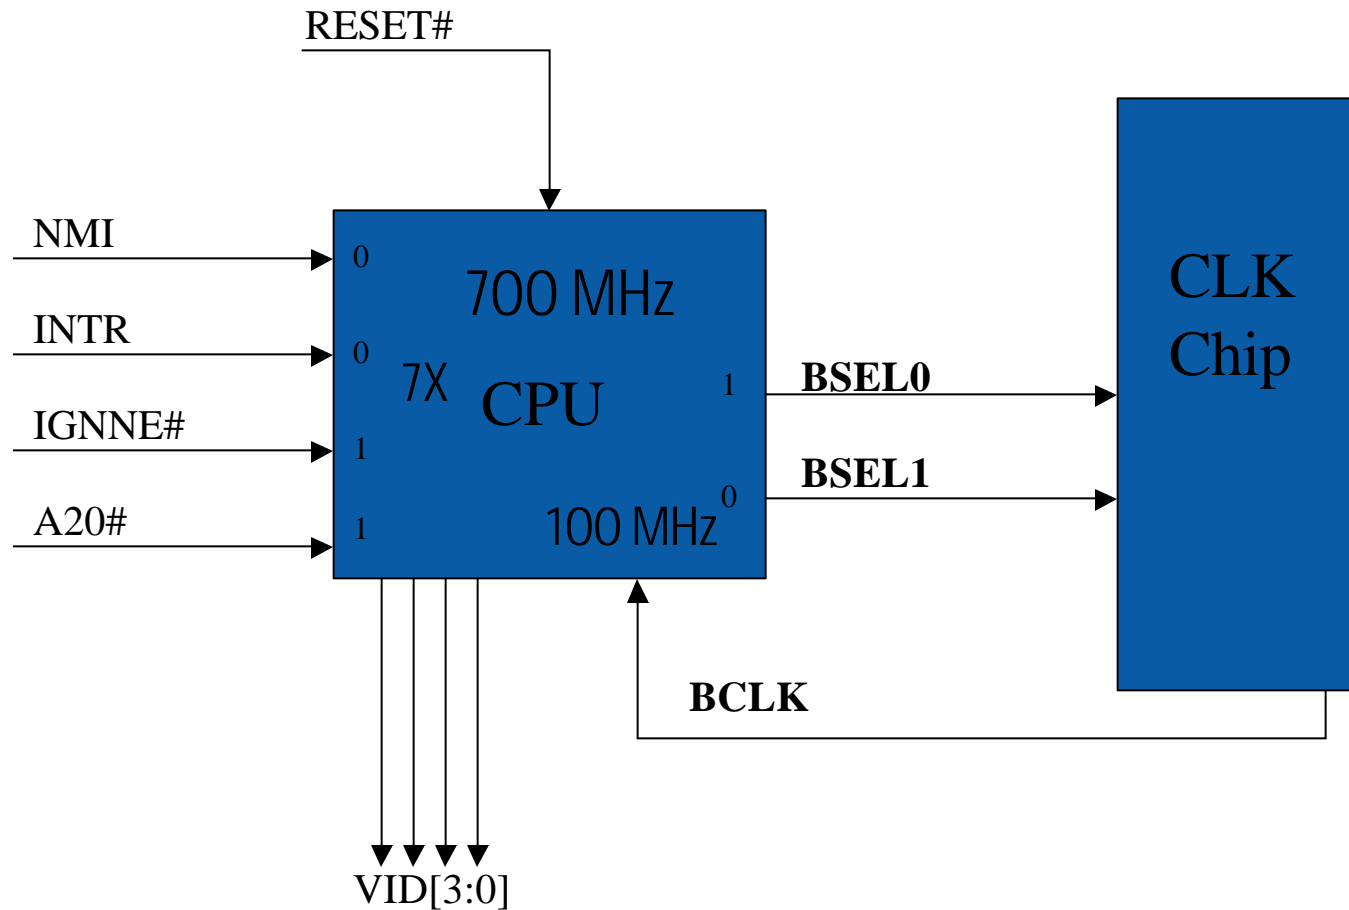 RESET#
NMI
0
700 MHz
CLK
Chip
INTR
0
7X
CPU
1
BSEL0
IGNNE#
1
BSEL1
0
A20#
1
100 MHz
BCLK
VID[3:0]